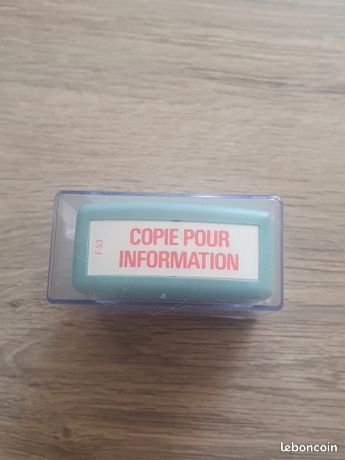 F-53
COPIE POUR
INFORMATION
leboncoin